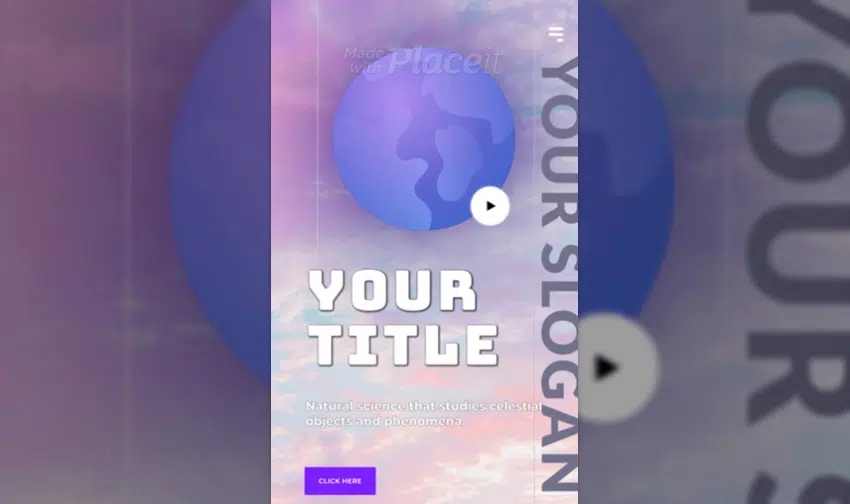 Made
with Placeit
YOUR SLOGAN
YOUR
TITLE
Natural science that studies celestial
objects and phenomena.
CLICK HERE
YOUR S